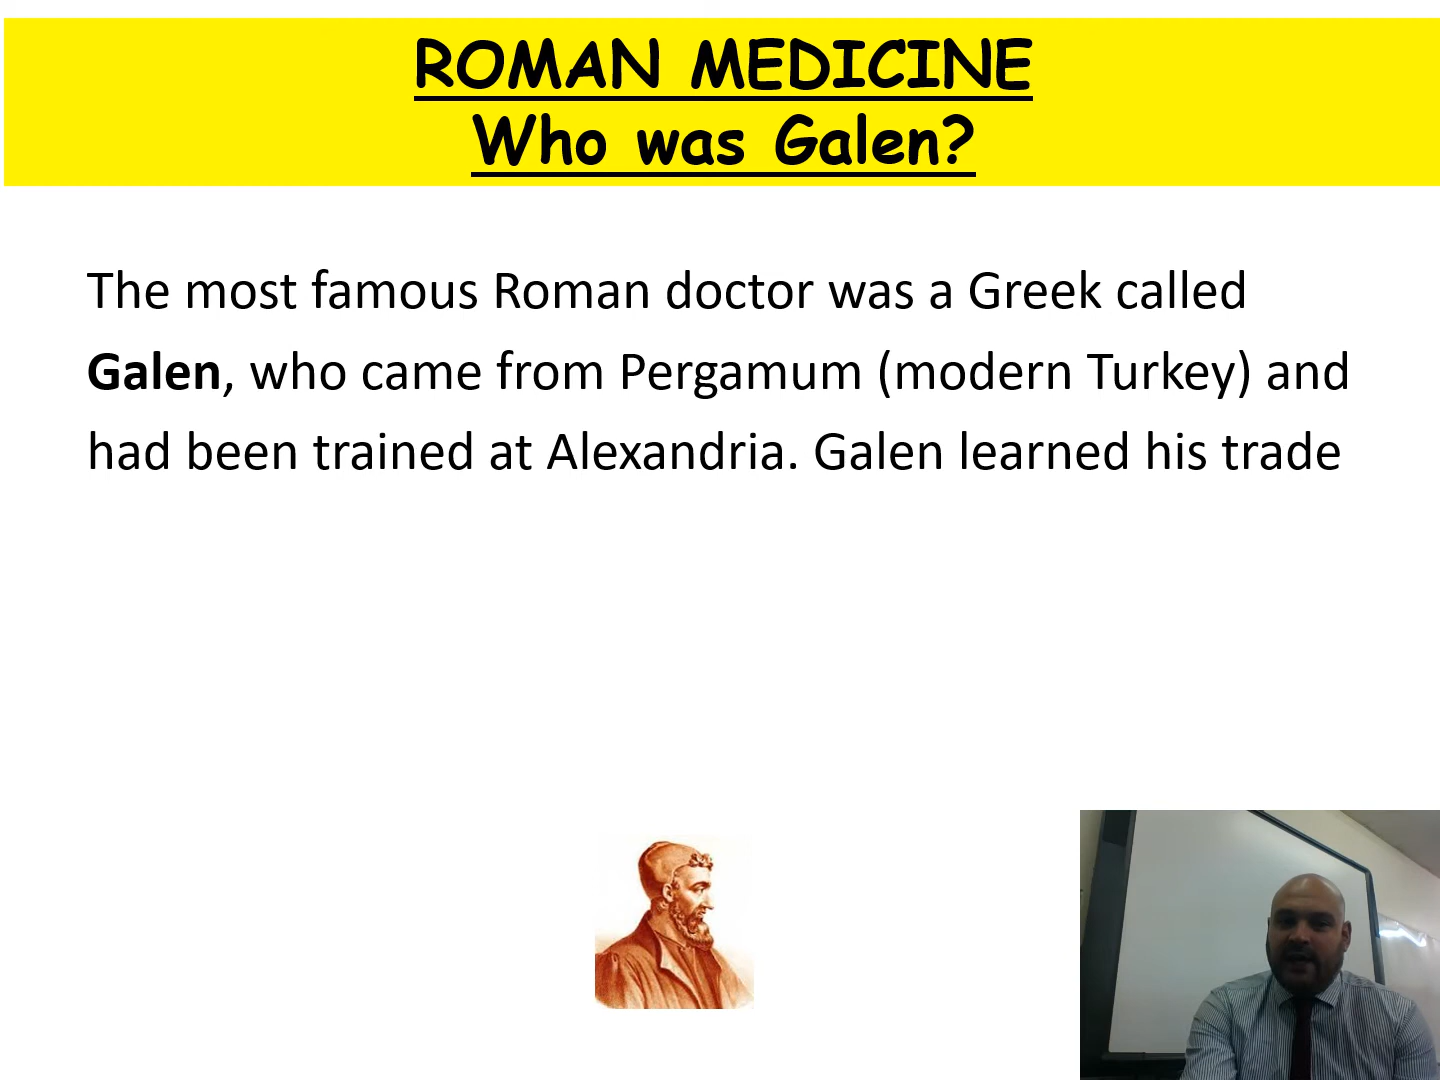 ROMAN MEDICINE
Who was Galen?
The most famous Roman doctor was a Greek called
Galen, who came from Pergamum (modern Turkey) and
had been trained at Alexandria. Galen learned his trade